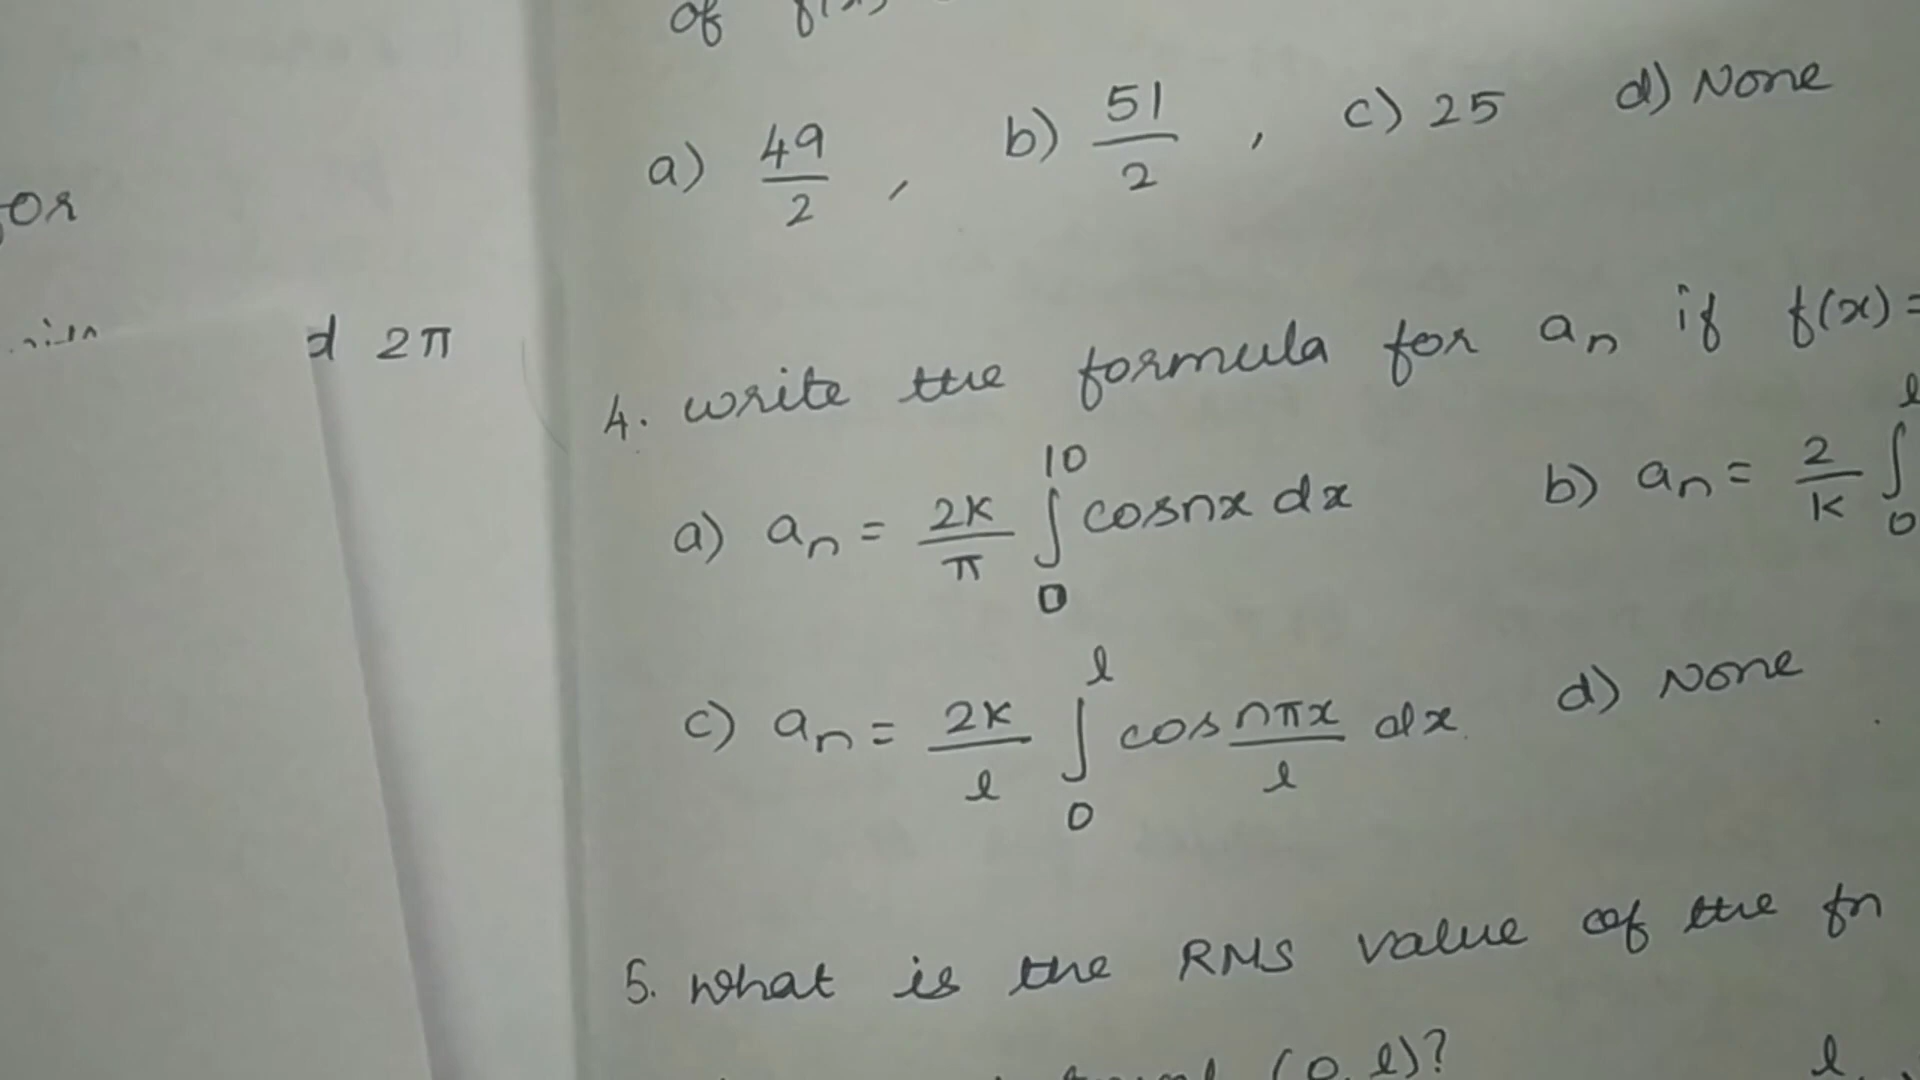 of f(x)
a) 49/2 , b) 51/2 , c) 25 d) None
for
d 2π
4. write the formula for aₙ if f(x) =
a) aₙ = 2K/π ∫₀¹⁰ cosnx dx b) aₙ = 2/K ∫₀ˡ
c) aₙ = 2K/l ∫₀ˡ cos nπx/l dx. d) None
5. what is the RMS value of the fn
(0, l)? l